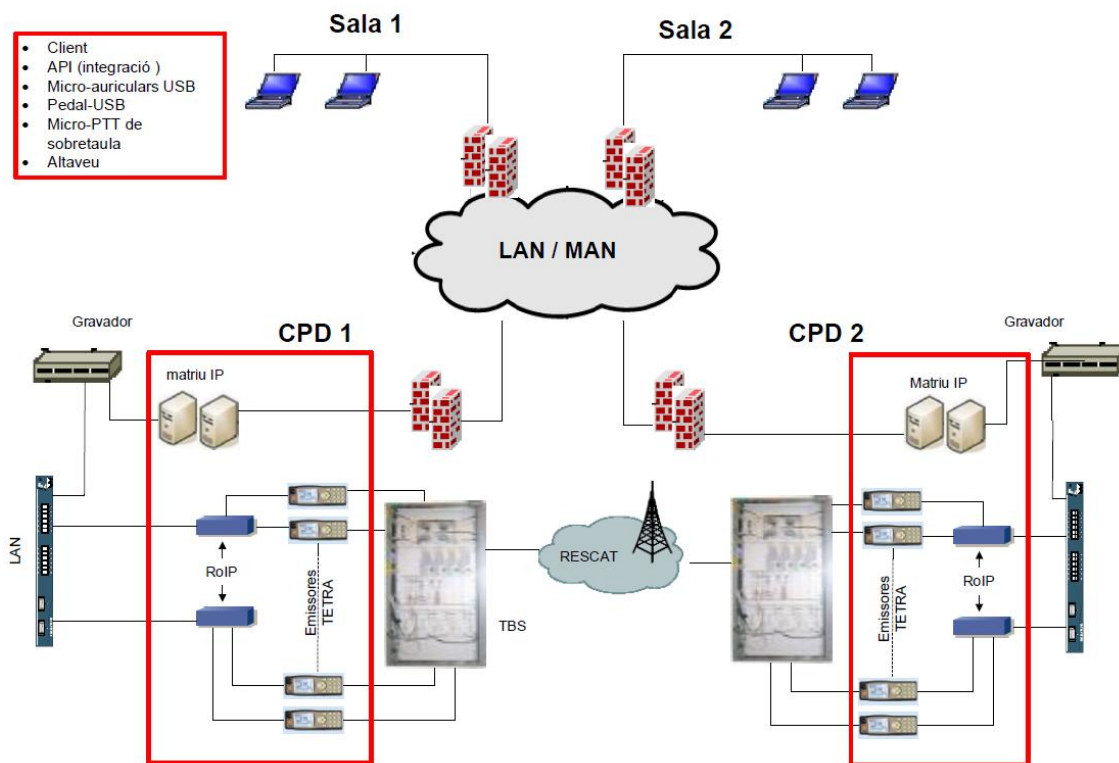 Sala 1
Sala 2
• Client
• API (integració )
• Micro-auriculars USB
• Pedal-USB
• Micro-PTT de
sobretaula
• Altaveu
LAN / MAN
Gravador
CPD 1
CPD 2
Gravador
matriu IP
Matriu IP
LAN
RoIP
Emissores
TETRA
TBS
RESCAT
Emissores
TETRA
RoIP